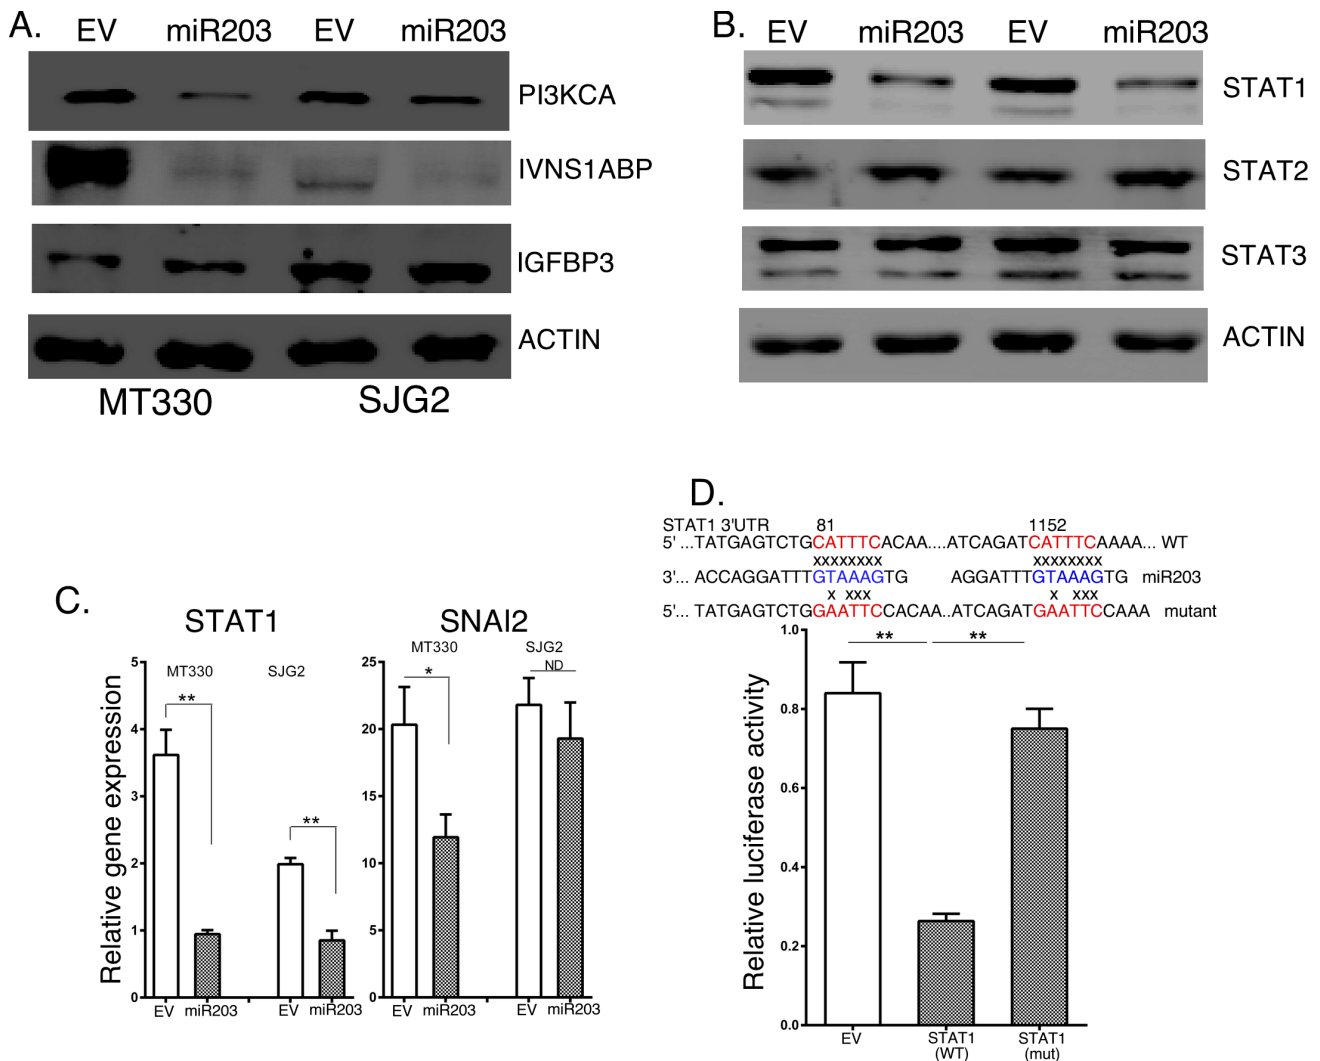 A.
EV miR203 EV miR203
PI3KCA
IVNS1ABP
IGFBP3
ACTIN
MT330 SJG2
B.
EV miR203 EV miR203
STAT1
STAT2
STAT3
ACTIN
C.
STAT1 SNAI2
Relative gene expression
MT330 SJG2
**
**
5
4
3
2
1
0
EV miR203 EV miR203
MT330 SJG2
*
ND
25
20
15
10
5
0
EV miR203 EV miR203
D.
STAT1 3'UTR 81 1152
5' ...TATGAGTCTGCATTTCACAA....ATCAGATCATTTCAAAA... WT
xxxxxxxx xxxxxxxx
3'... ACCAGGATTTGTAAAGTG AGGATTTGTAAAGTG miR203
x xxx x xxx
5'... TATGAGTCTGGAATTCCACAA..ATCAGATGAATTCCAAA mutant
** **
Relative luciferase activity
1.0
0.8
0.6
0.4
0.2
0.0
EV STAT1 (WT) STAT1 (mut)